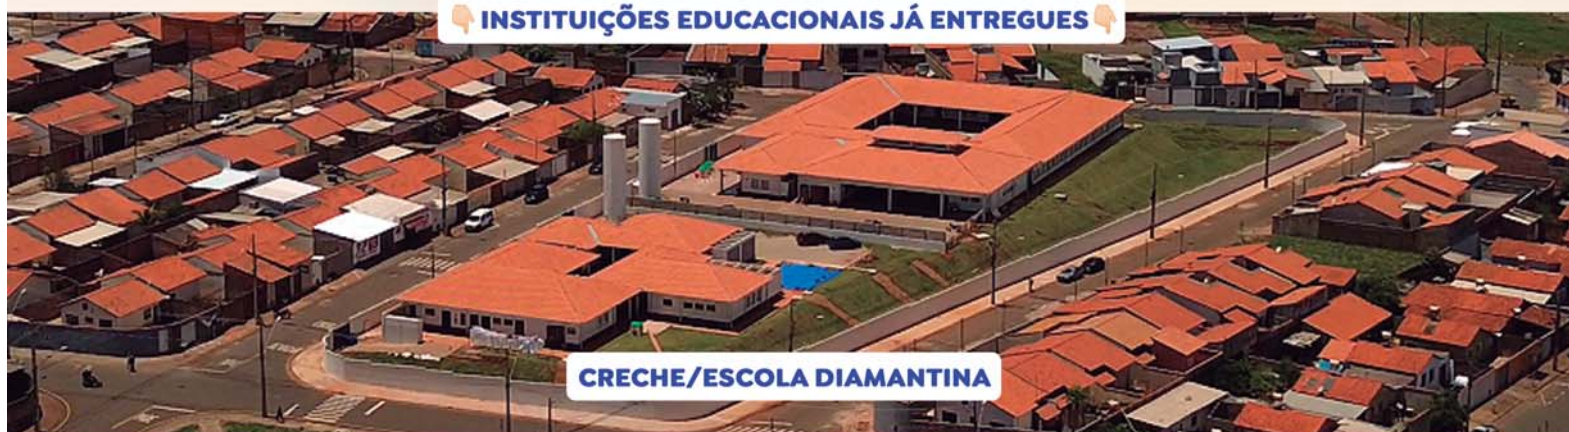 👇🏻INSTITUIÇÕES EDUCACIONAIS JÁ ENTREGUES👇🏻
CRECHE/ESCOLA DIAMANTINA